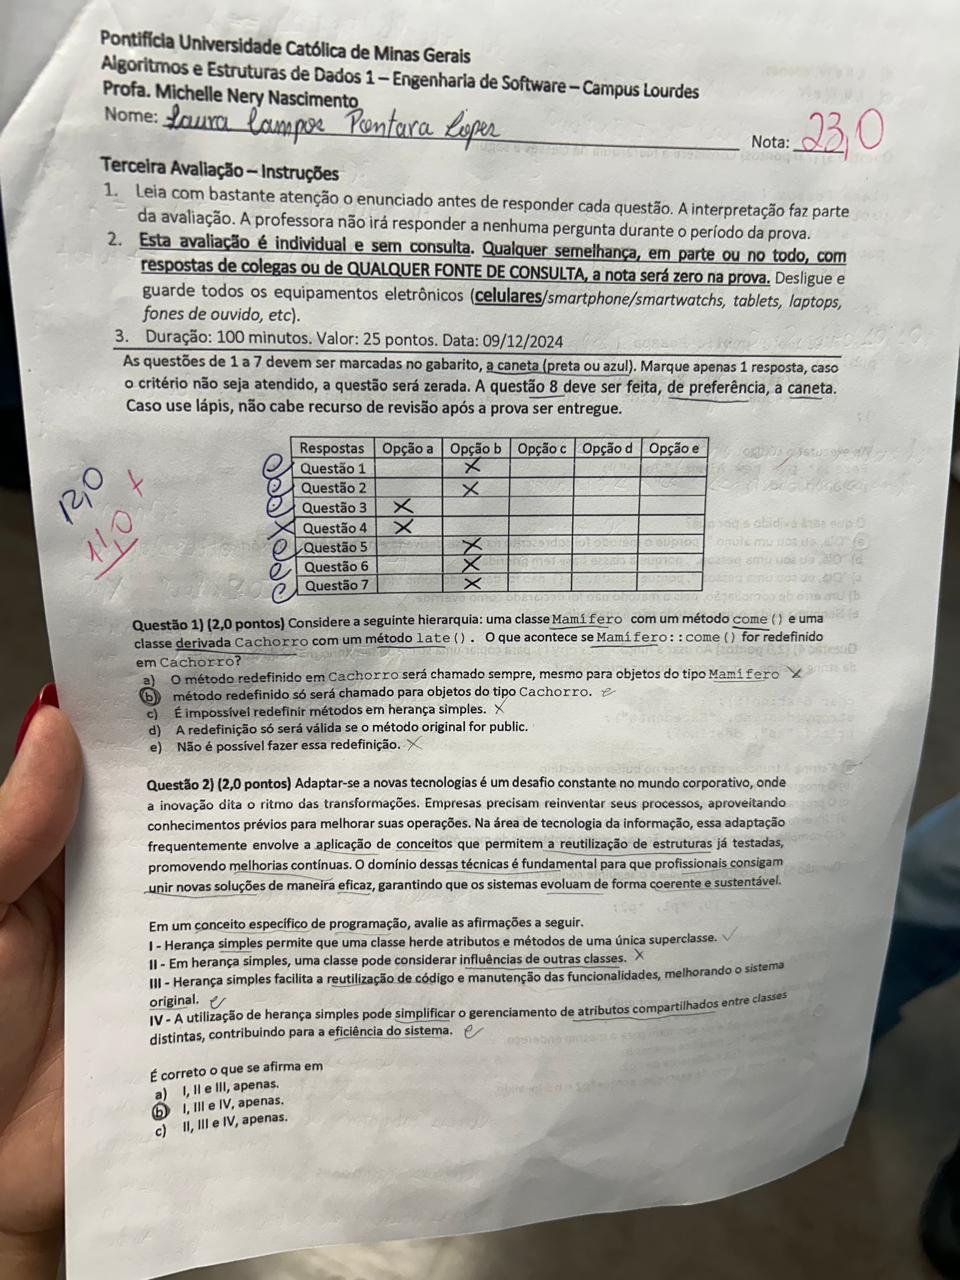 Pontifícia Universidade Católica de Minas Gerais
Algoritmos e Estruturas de Dados 1 – Engenharia de Software – Campus Lourdes
Profa. Michelle Nery Nascimento
Nome: Laura Campos Pantara Lopes
Nota: 23,0
Terceira Avaliação – Instruções
1. Leia com bastante atenção o enunciado antes de responder cada questão. A interpretação faz parte
da avaliação. A professora não irá responder a nenhuma pergunta durante o período da prova.
2. Esta avaliação é individual e sem consulta. Qualquer semelhança, em parte ou no todo, com
respostas de colegas ou de QUALQUER FONTE DE CONSULTA, a nota será zero na prova. Desligue e
guarde todos os equipamentos eletrônicos (celulares/smartphone/smartwatchs, tablets, laptops,
fones de ouvido, etc).
3. Duração: 100 minutos. Valor: 25 pontos. Data: 09/12/2024
As questões de 1 a 7 devem ser marcadas no gabarito, a caneta (preta ou azul). Marque apenas 1 resposta, caso
o critério não seja atendido, a questão será zerada. A questão 8 deve ser feita, de preferência, a caneta.
Caso use lápis, não cabe recurso de revisão após a prova ser entregue.
12,0 +
11,0
Respostas Opção a Opção b Opção c Opção d Opção e
Questão 1 X
Questão 2 X
Questão 3 X
X Questão 4 X
Questão 5 X
Questão 6 X
Questão 7 X
Questão 1) (2,0 pontos) Considere a seguinte hierarquia: uma classe Mamífero com um método come() e uma
classe derivada Cachorro com um método late(). O que acontece se Mamífero::come() for redefinido
em Cachorro?
a) O método redefinido em Cachorro será chamado sempre, mesmo para objetos do tipo Mamífero X
b) método redefinido só será chamado para objetos do tipo Cachorro.
c) É impossível redefinir métodos em herança simples. X
d) A redefinição só será válida se o método original for public.
e) Não é possível fazer essa redefinição. X
Questão 2) (2,0 pontos) Adaptar-se a novas tecnologias é um desafio constante no mundo corporativo, onde
a inovação dita o ritmo das transformações. Empresas precisam reinventar seus processos, aproveitando
conhecimentos prévios para melhorar suas operações. Na área de tecnologia da informação, essa adaptação
frequentemente envolve a aplicação de conceitos que permitem a reutilização de estruturas já testadas,
promovendo melhorias contínuas. O domínio dessas técnicas é fundamental para que profissionais consigam
unir novas soluções de maneira eficaz, garantindo que os sistemas evoluam de forma coerente e sustentável.
Em um conceito específico de programação, avalie as afirmações a seguir.
I - Herança simples permite que uma classe herde atributos e métodos de uma única superclasse. ✓
II - Em herança simples, uma classe pode considerar influências de outras classes. X
III - Herança simples facilita a reutilização de código e manutenção das funcionalidades, melhorando o sistema
original.
IV - A utilização de herança simples pode simplificar o gerenciamento de atributos compartilhados entre classes
distintas, contribuindo para a eficiência do sistema.
É correto o que se afirma em
a) I, II e III, apenas.
b) I, III e IV, apenas.
c) II, III e IV, apenas.